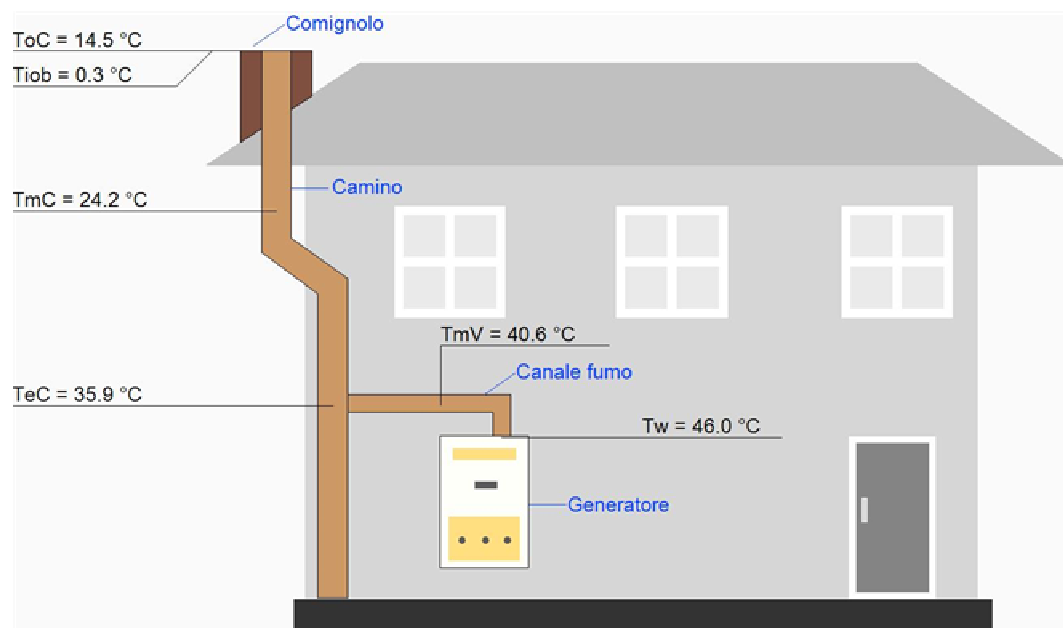 Comignolo
ToC = 14.5 °C
Tiob = 0.3 °C
Camino
TmC = 24.2 °C
TmV = 40.6 °C
Canale fumo
TeC = 35.9 °C
Tw = 46.0 °C
Generatore